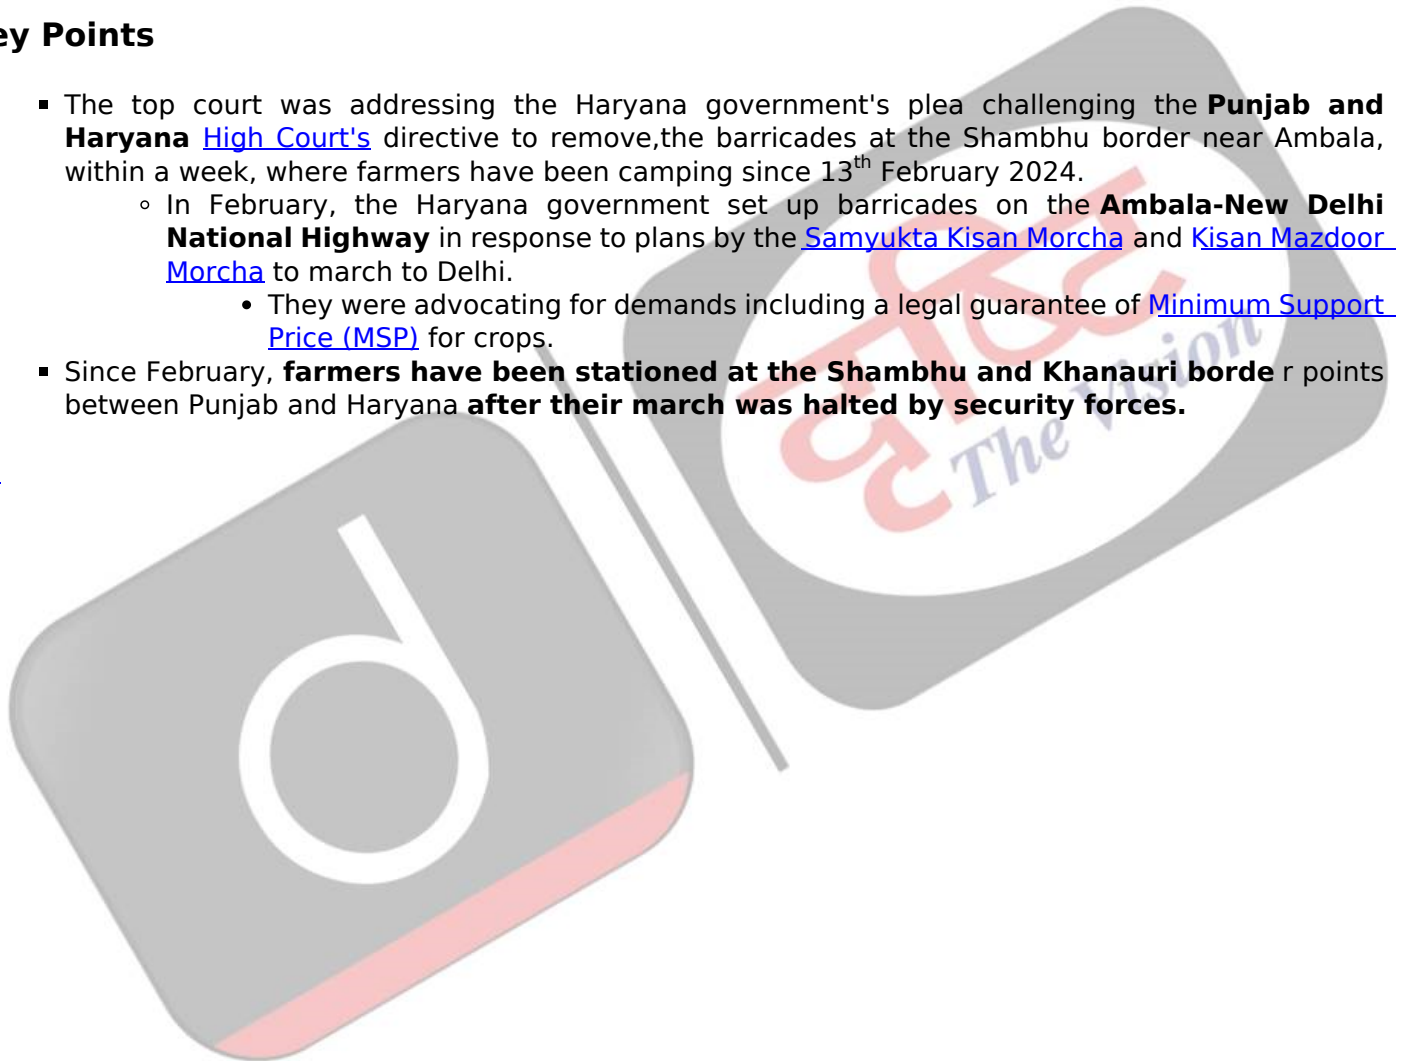 ey Points
The top court was addressing the Haryana government's plea challenging the Punjab and
Haryana High Court's directive to remove,the barricades at the Shambhu border near Ambala,
within a week, where farmers have been camping since 13th February 2024.
In February, the Haryana government set up barricades on the Ambala-New Delhi
National Highway in response to plans by the Samyukta Kisan Morcha and Kisan Mazdoor
Morcha to march to Delhi.
They were advocating for demands including a legal guarantee of Minimum Support
Price (MSP) for crops.
Since February, farmers have been stationed at the Shambhu and Khanauri borde r points
between Punjab and Haryana after their march was halted by security forces.
दृष्टि
The Vision
d